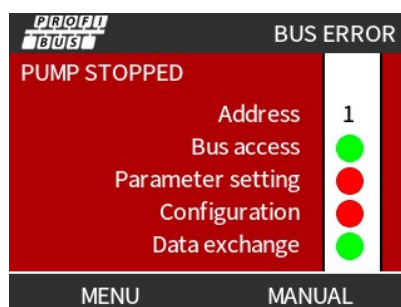 PROFI
BUS
BUS ERROR
PUMP STOPPED
Address 1
Bus access
Parameter setting
Configuration
Data exchange
MENU MANUAL